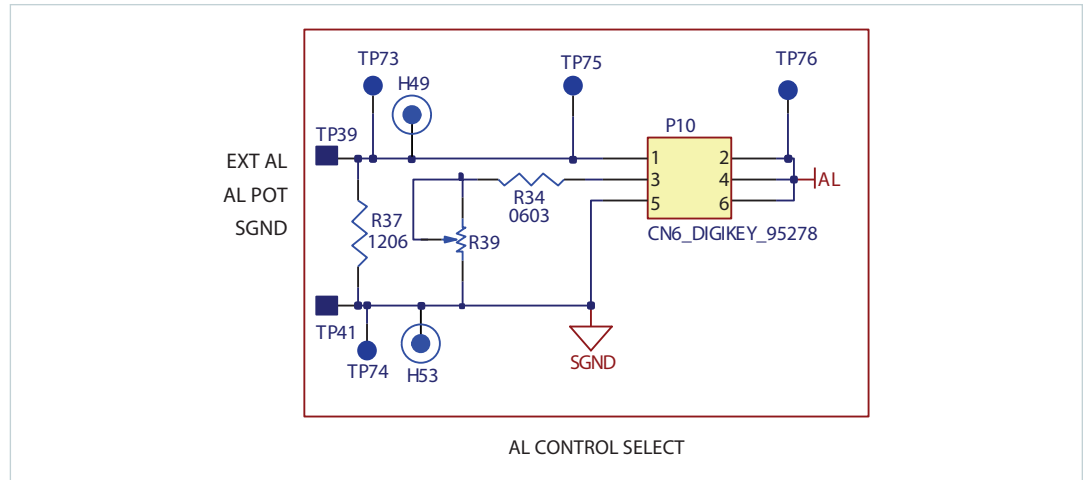 TP73
H49
TP75
TP76
TP39
P10
EXT AL
AL POT
SGND
1 2
3 4
5 6
AL
R34
0603
R37
1206
R39
CN6_DIGIKEY_95278
TP41
TP74
H53
SGND
AL CONTROL SELECT